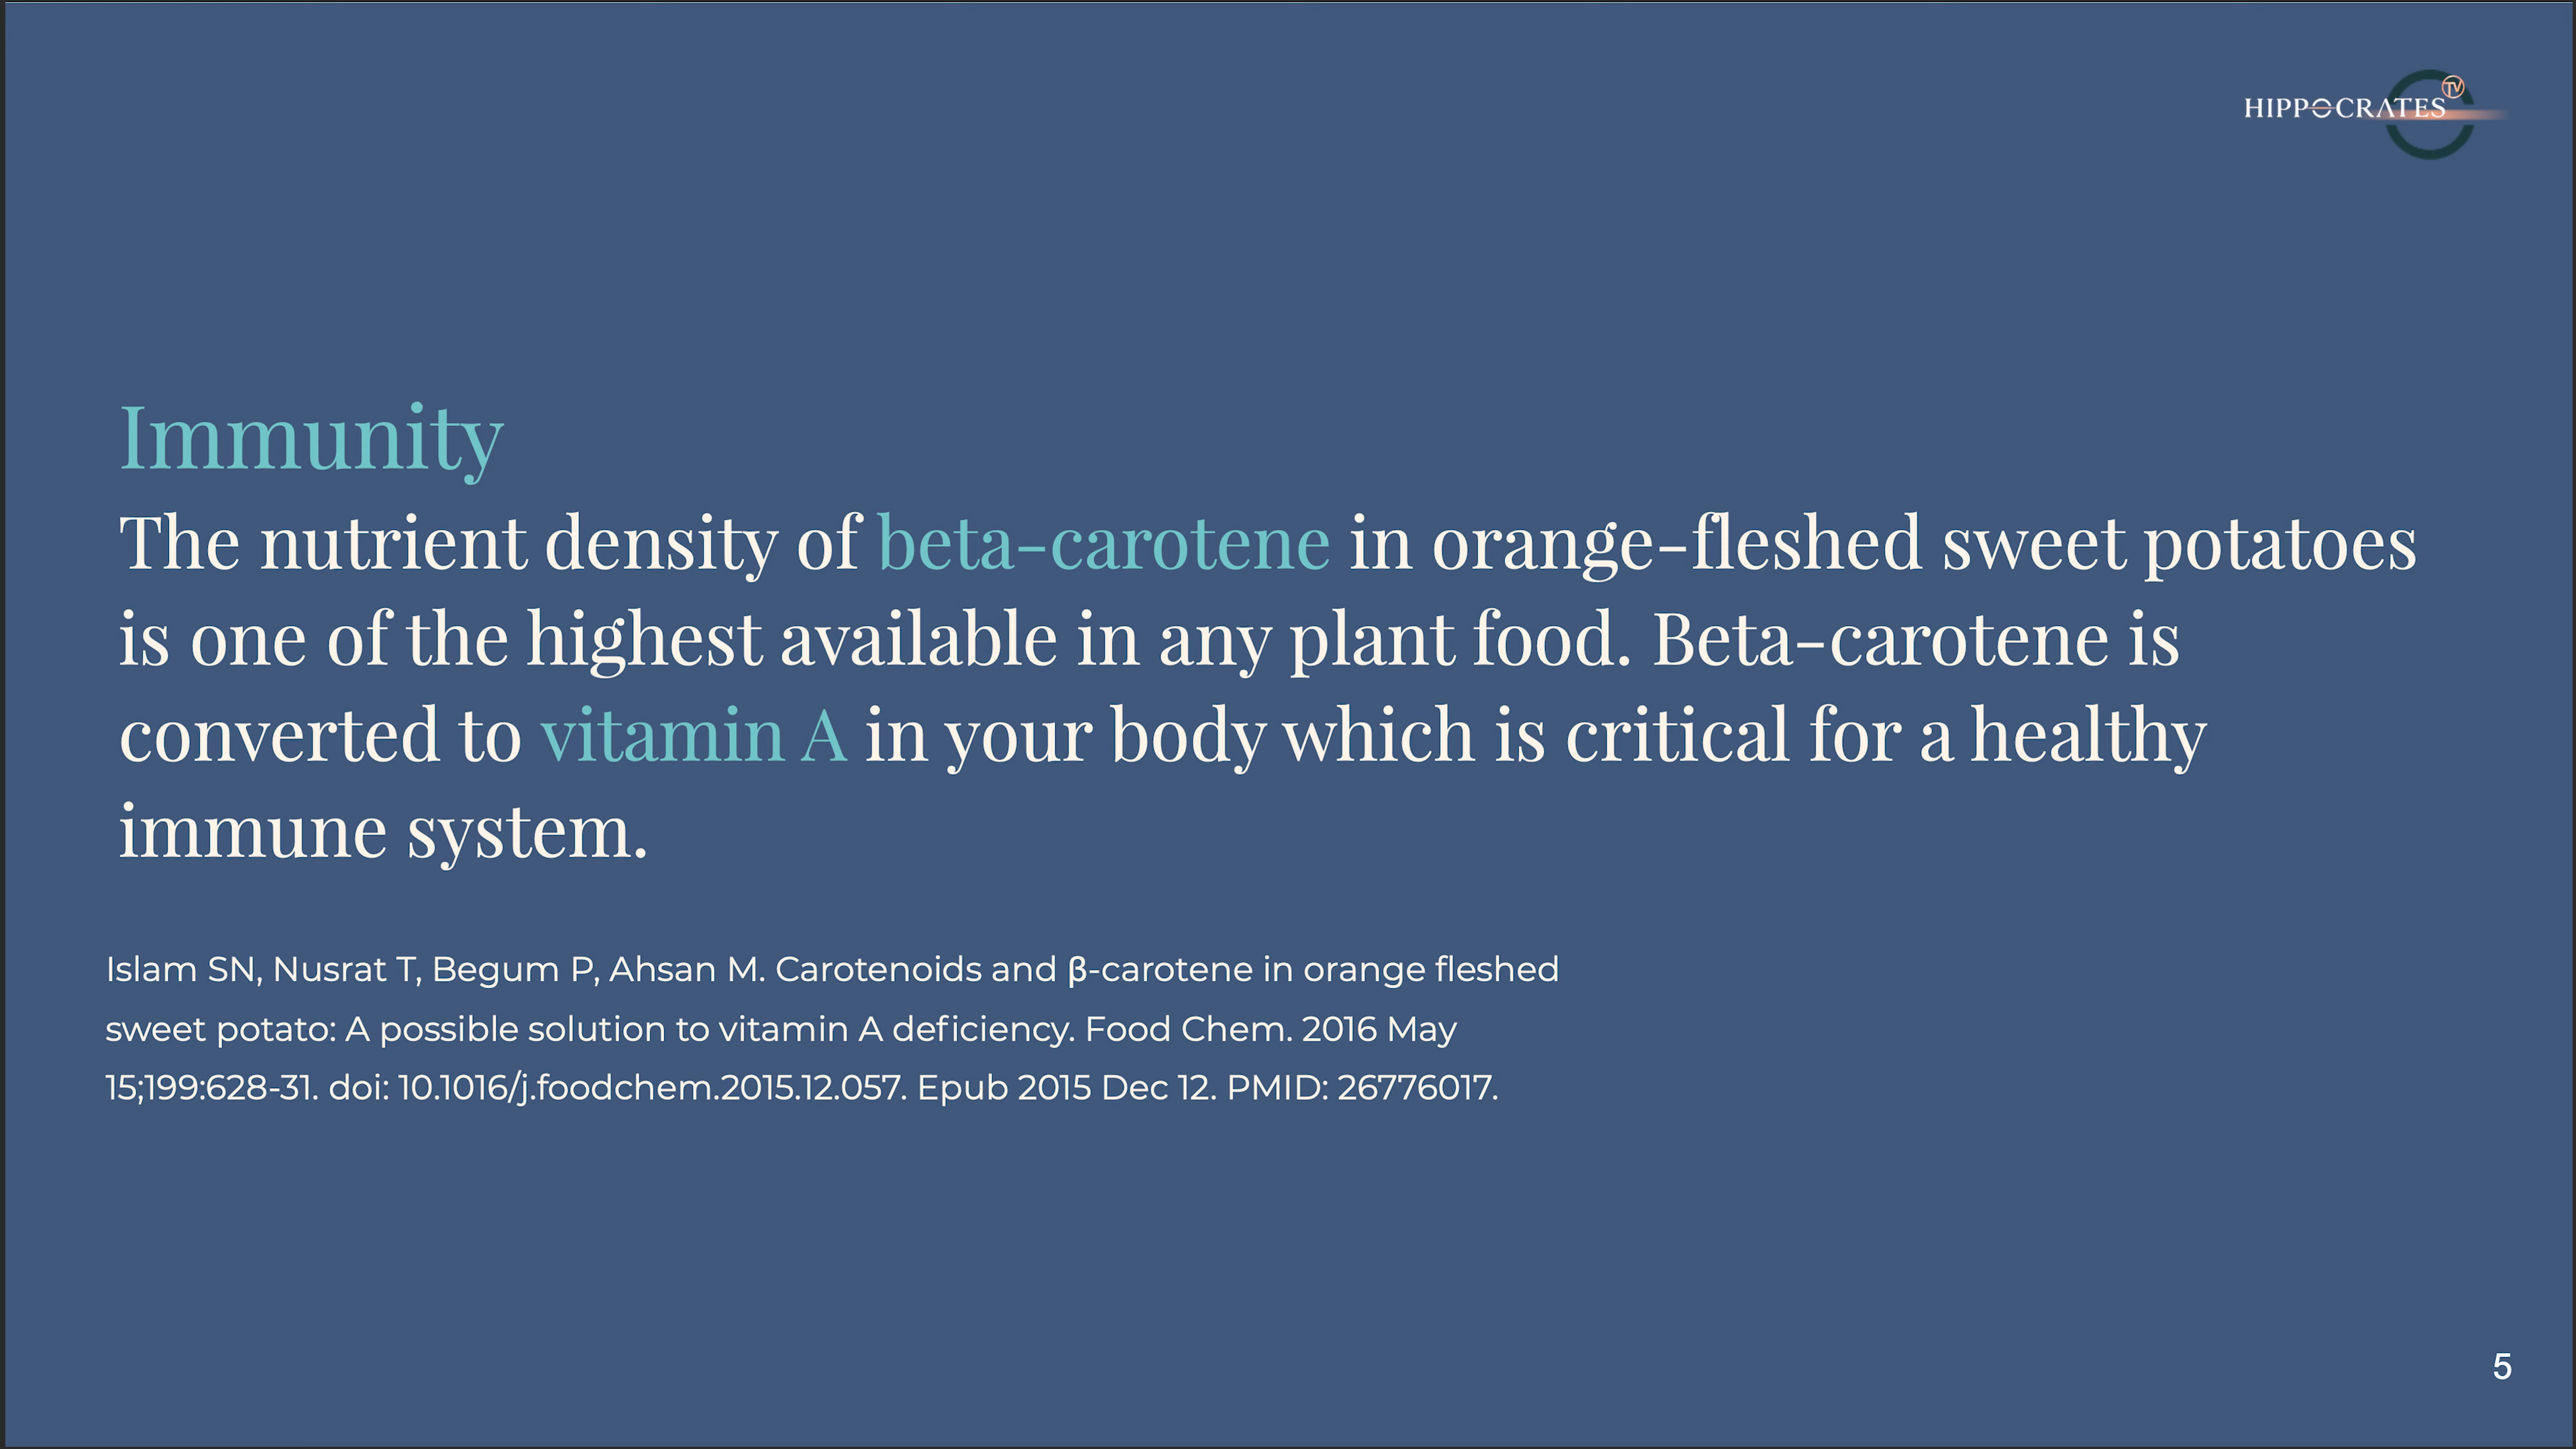 HIPPOCRATES TV
Immunity
The nutrient density of beta-carotene in orange-fleshed sweet potatoes
is one of the highest available in any plant food. Beta-carotene is
converted to vitamin A in your body which is critical for a healthy
immune system.
Islam SN, Nusrat T, Begum P, Ahsan M. Carotenoids and β-carotene in orange fleshed
sweet potato: A possible solution to vitamin A deficiency. Food Chem. 2016 May
15;199:628-31. doi: 10.1016/j.foodchem.2015.12.057. Epub 2015 Dec 12. PMID: 26776017.
5